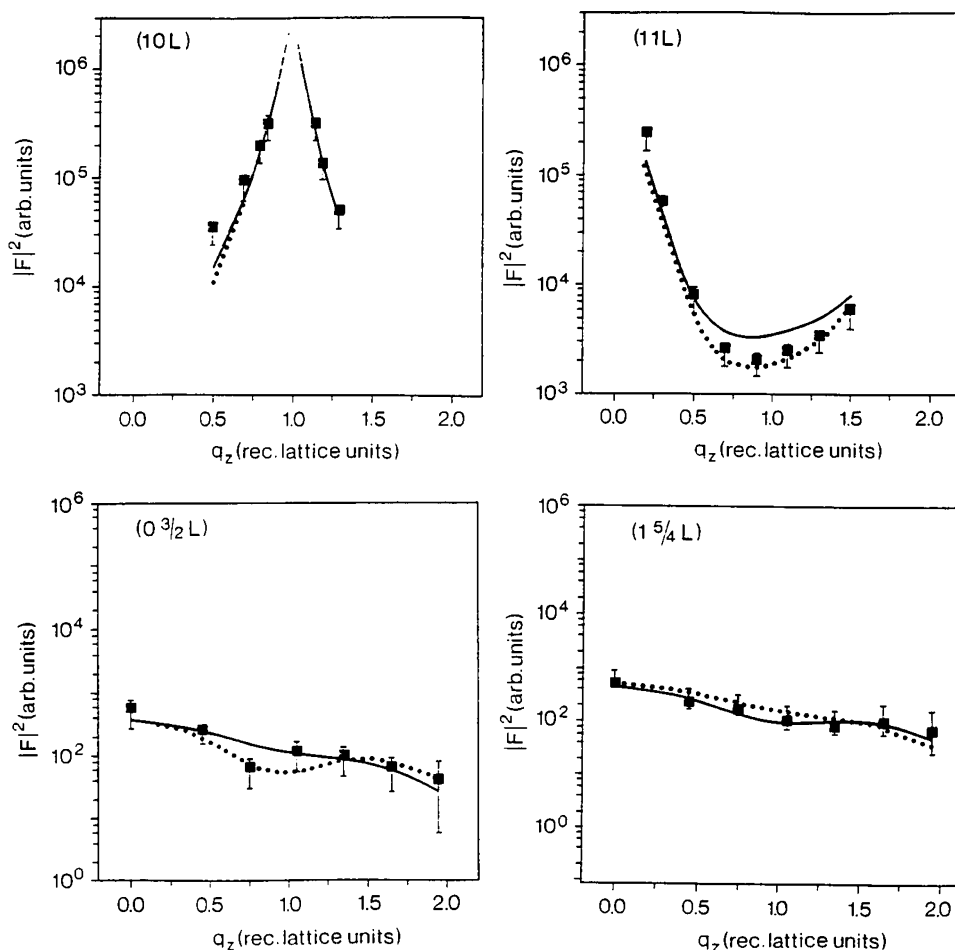 (10L)
10⁶
10⁵
10⁴
10³
|F|² (arb. units)
0.0 0.5 1.0 1.5 2.0
q_z (rec. lattice units)
(11L)
10⁶
10⁵
10⁴
10³
|F|² (arb. units)
0.0 0.5 1.0 1.5 2.0
q_z (rec. lattice units)
(0 3/2 L)
10⁶
10⁴
10²
10⁰
|F|² (arb. units)
0.0 0.5 1.0 1.5 2.0
q_z (rec. lattice units)
(1 5/4 L)
10⁶
10⁴
10²
10⁰
|F|² (arb. units)
0.0 0.5 1.0 1.5 2.0
q_z (rec. lattice units)